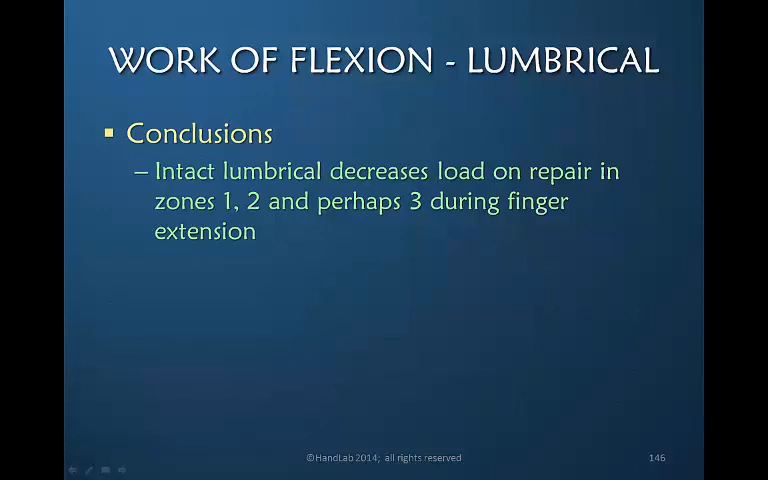 WORK OF FLEXION - LUMBRICAL
▪ Conclusions
– Intact lumbrical decreases load on repair in
zones 1, 2 and perhaps 3 during finger
extension
©HandLab 2014; all rights reserved
146